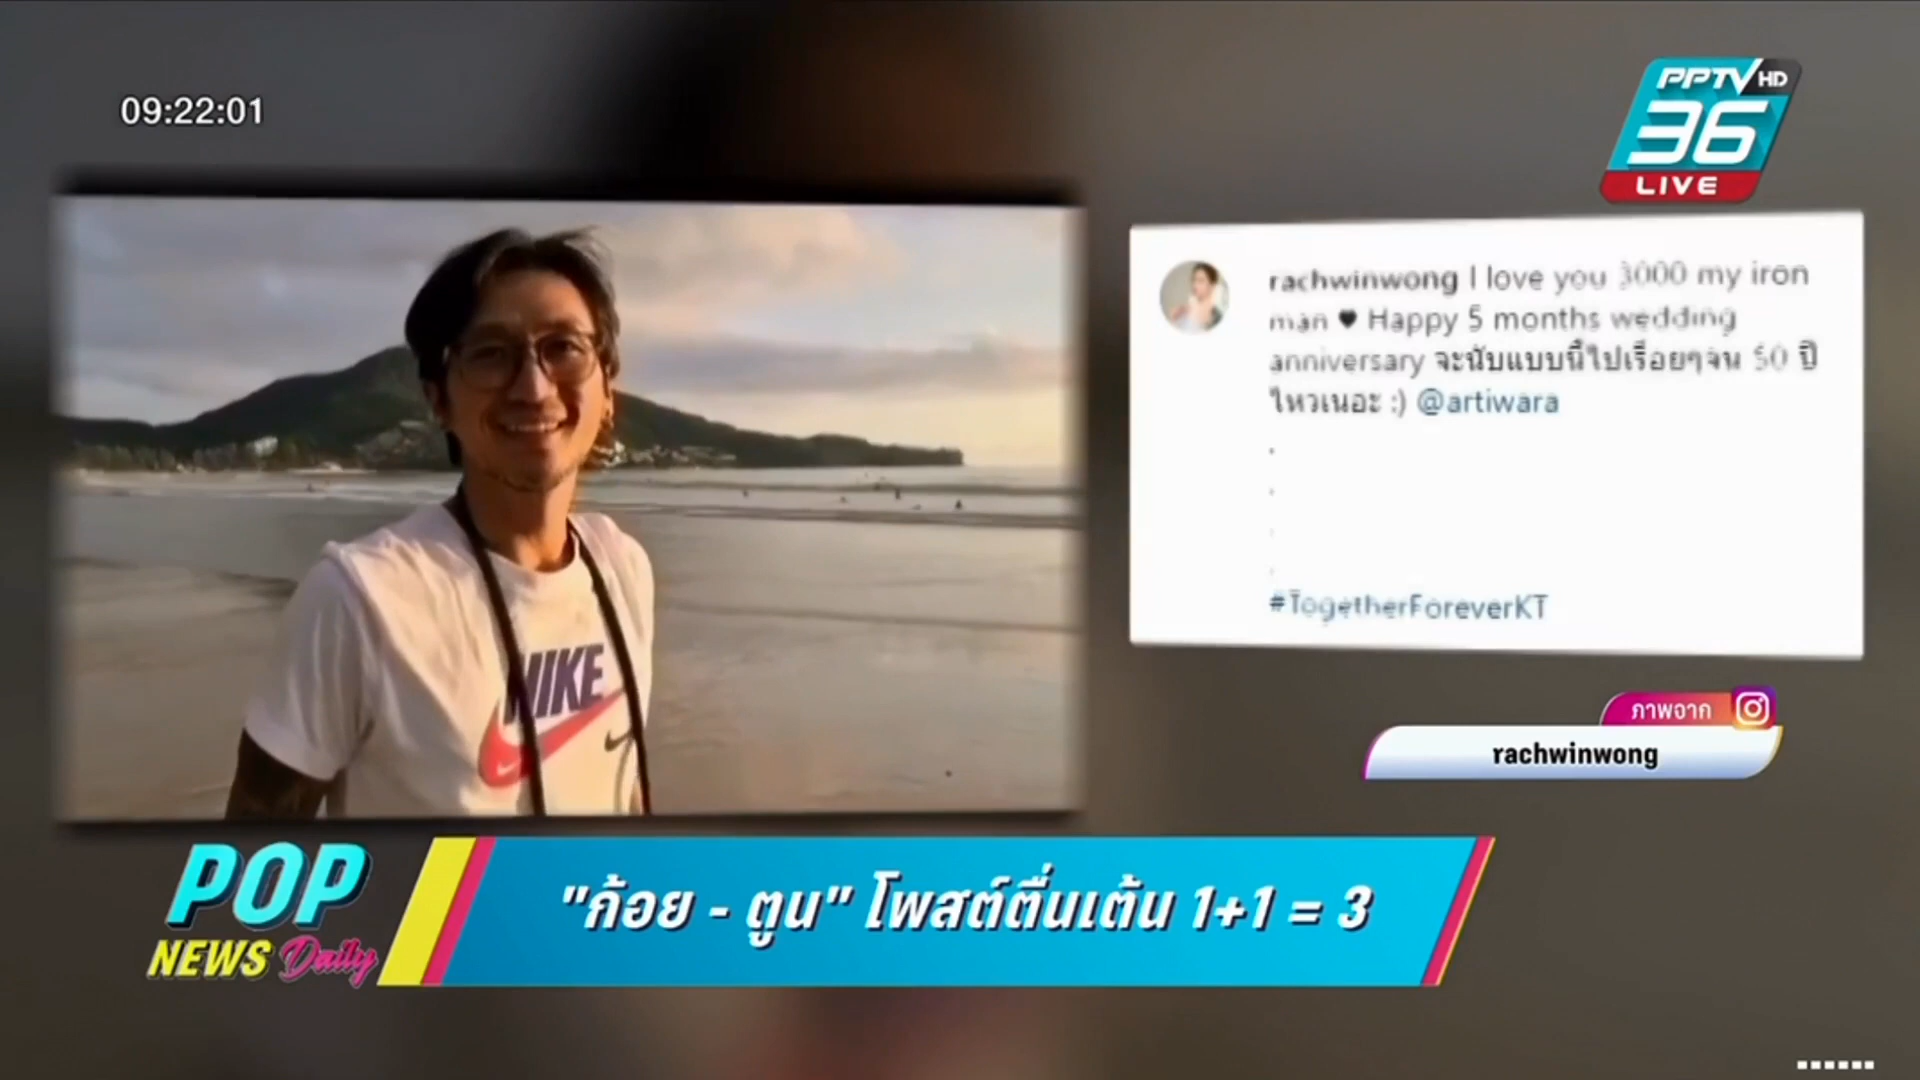 09:22:01
PPTV HD
36
LIVE
rachwinwong I love you 3000 my iron
man ♥ Happy 5 months wedding
anniversary จะนับแบบนี้ไปเรื่อยๆจน 50 ปี
ไหวเนอะ :) @artiwara
.
.
.
.
#TogetherForeverKT
NIKE
ภาพจาก
rachwinwong
POP
NEWS Daily
"ก้อย - ตูน" โพสต์ตื่นเต้น 1+1 = 3